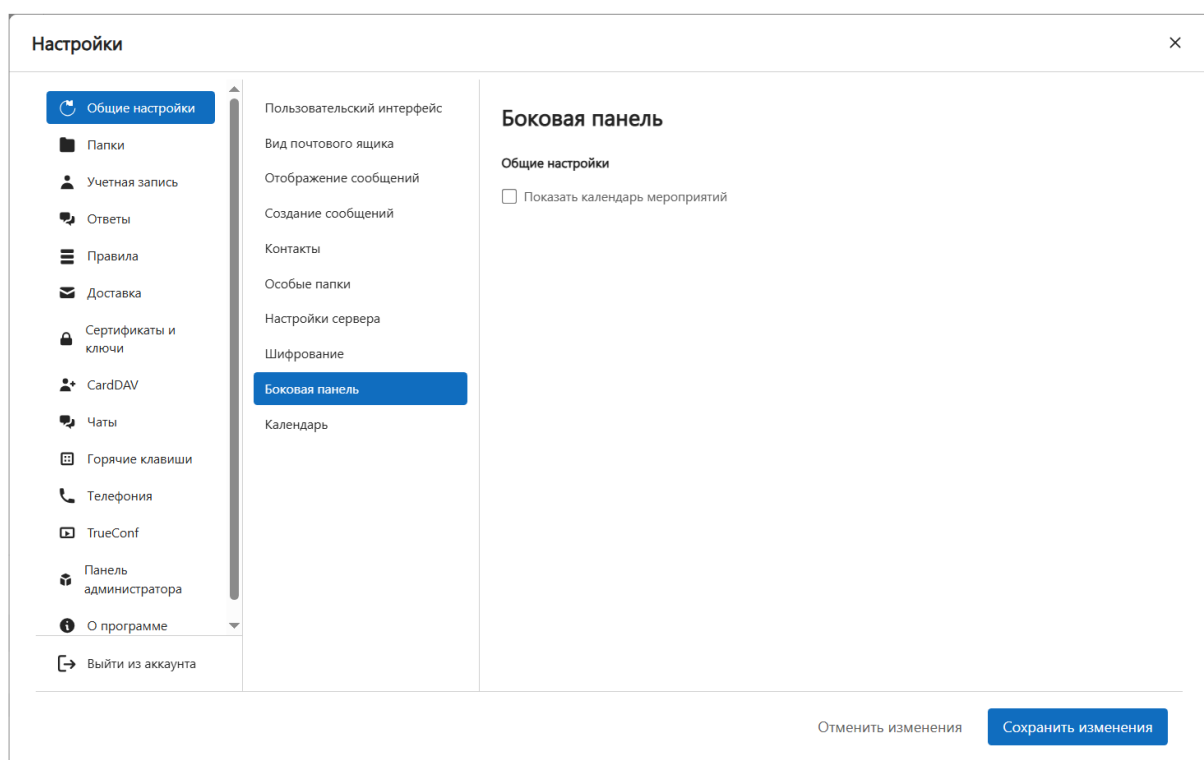 Настройки
Общие настройки
Папки
Учетная запись
Ответы
Правила
Доставка
Сертификаты и
ключи
CardDAV
Чаты
Горячие клавиши
Телефония
TrueConf
Панель
администратора
О программе
Выйти из аккаунта
Пользовательский интерфейс
Вид почтового ящика
Отображение сообщений
Создание сообщений
Контакты
Особые папки
Настройки сервера
Шифрование
Боковая панель
Календарь
Боковая панель
Общие настройки
Показать календарь мероприятий
Отменить изменения
Сохранить изменения